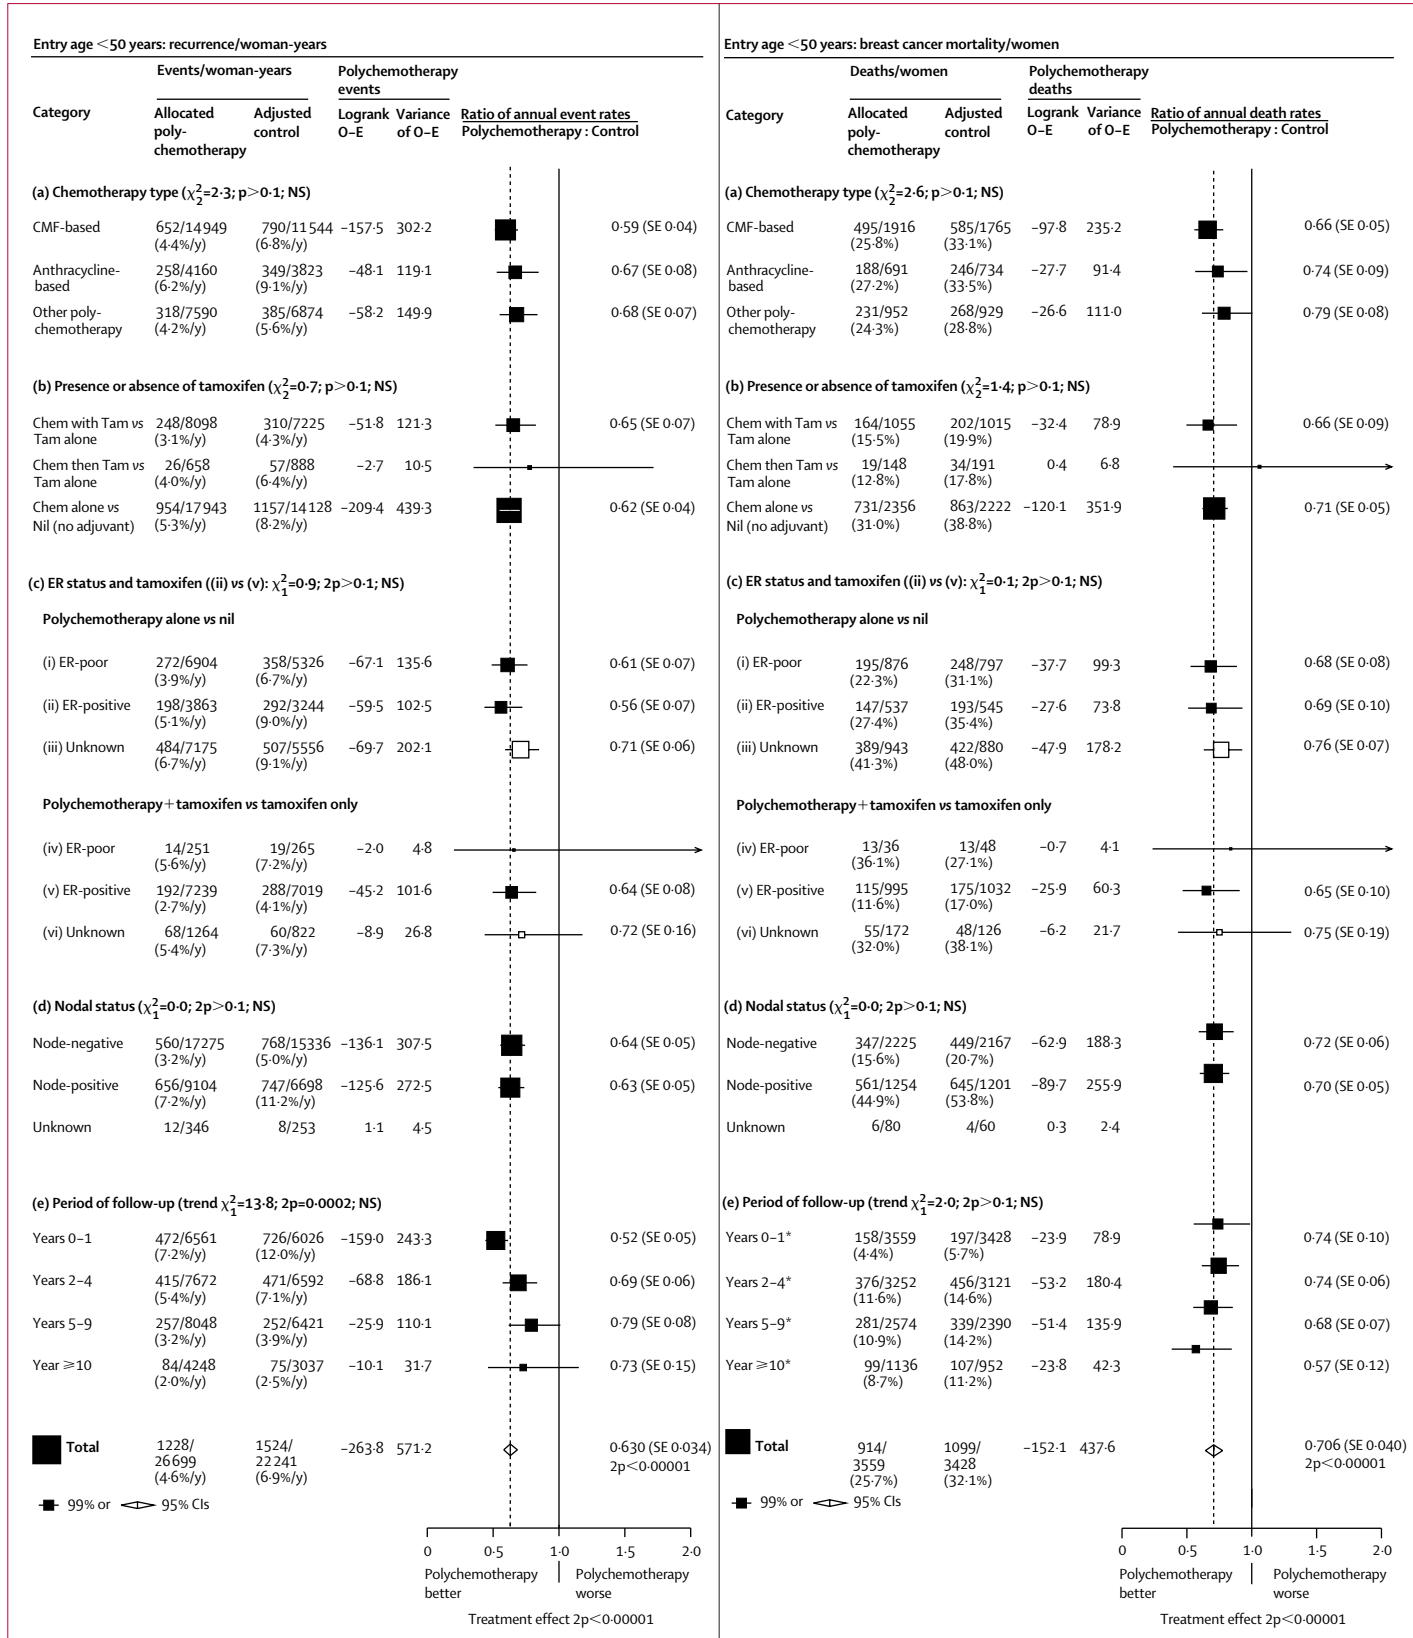 Entry age <50 years: recurrence/woman-years
Events/woman-years Polychemotherapy events
Category Allocated poly-chemotherapy Adjusted control Logrank O–E Variance of O–E Ratio of annual event rates Polychemotherapy : Control
(a) Chemotherapy type (χ²₂=2·3; p>0·1; NS)
CMF-based 652/14949 790/11544 –157·5 302·2 0·59 (SE 0·04)
(4·4%/y) (6·8%/y)
Anthracycline- 258/4160 349/3823 –48·1 119·1 0·67 (SE 0·08)
based (6·2%/y) (9·1%/y)
Other poly- 318/7590 385/6874 –58·2 149·9 0·68 (SE 0·07)
chemotherapy (4·2%/y) (5·6%/y)
(b) Presence or absence of tamoxifen (χ²₂=0·7; p>0·1; NS)
Chem with Tam vs 248/8098 310/7225 –51·8 121·3 0·65 (SE 0·07)
Tam alone (3·1%/y) (4·3%/y)
Chem then Tam vs 26/658 57/888 –2·7 10·5
Tam alone (4·0%/y) (6·4%/y)
Chem alone vs 954/17943 1157/14128 –209·4 439·3 0·62 (SE 0·04)
Nil (no adjuvant) (5·3%/y) (8·2%/y)
(c) ER status and tamoxifen ((ii) vs (v): χ²₁=0·9; 2p>0·1; NS)
Polychemotherapy alone vs nil
(i) ER-poor 272/6904 358/5326 –67·1 135·6 0·61 (SE 0·07)
(3·9%/y) (6·7%/y)
(ii) ER-positive 198/3863 292/3244 –59·5 102·5 0·56 (SE 0·07)
(5·1%/y) (9·0%/y)
(iii) Unknown 484/7175 507/5556 –69·7 202·1 0·71 (SE 0·06)
(6·7%/y) (9·1%/y)
Polychemotherapy+tamoxifen vs tamoxifen only
(iv) ER-poor 14/251 19/265 –2·0 4·8
(5·6%/y) (7·2%/y)
(v) ER-positive 192/7239 288/7019 –45·2 101·6 0·64 (SE 0·08)
(2·7%/y) (4·1%/y)
(vi) Unknown 68/1264 60/822 –8·9 26·8 0·72 (SE 0·16)
(5·4%/y) (7·3%/y)
(d) Nodal status (χ²₁=0·0; 2p>0·1; NS)
Node-negative 560/17275 768/15336 –136·1 307·5 0·64 (SE 0·05)
(3·2%/y) (5·0%/y)
Node-positive 656/9104 747/6698 –125·6 272·5 0·63 (SE 0·05)
(7·2%/y) (11·2%/y)
Unknown 12/346 8/253 1·1 4·5
(e) Period of follow-up (trend χ²₁=13·8; 2p=0·0002; NS)
Years 0–1 472/6561 726/6026 –159·0 243·3 0·52 (SE 0·05)
(7·2%/y) (12·0%/y)
Years 2–4 415/7672 471/6592 –68·8 186·1 0·69 (SE 0·06)
(5·4%/y) (7·1%/y)
Years 5–9 257/8048 252/6421 –25·9 110·1 0·79 (SE 0·08)
(3·2%/y) (3·9%/y)
Year ≥10 84/4248 75/3037 –10·1 31·7 0·73 (SE 0·15)
(2·0%/y) (2·5%/y)
Total 1228/ 1524/ –263·8 571·2 0·630 (SE 0·034)
26699 22241 2p<0·00001
(4·6%/y) (6·9%/y)
99% or 95% CIs
0 0·5 1·0 1·5 2·0
Polychemotherapy Polychemotherapy
better worse
Treatment effect 2p<0·00001
Entry age <50 years: breast cancer mortality/women
Deaths/women Polychemotherapy deaths
Category Allocated poly-chemotherapy Adjusted control Logrank O–E Variance of O–E Ratio of annual death rates Polychemotherapy : Control
(a) Chemotherapy type (χ²₂=2·6; p>0·1; NS)
CMF-based 495/1916 585/1765 –97·8 235·2 0·66 (SE 0·05)
(25·8%) (33·1%)
Anthracycline- 188/691 246/734 –27·7 91·4 0·74 (SE 0·09)
based (27·2%) (33·5%)
Other poly- 231/952 268/929 –26·6 111·0 0·79 (SE 0·08)
chemotherapy (24·3%) (28·8%)
(b) Presence or absence of tamoxifen (χ²₂=1·4; p>0·1; NS)
Chem with Tam vs 164/1055 202/1015 –32·4 78·9 0·66 (SE 0·09)
Tam alone (15·5%) (19·9%)
Chem then Tam vs 19/148 34/191 0·4 6·8
Tam alone (12·8%) (17·8%)
Chem alone vs 731/2356 863/2222 –120·1 351·9 0·71 (SE 0·05)
Nil (no adjuvant) (31·0%) (38·8%)
(c) ER status and tamoxifen ((ii) vs (v): χ²₁=0·1; 2p>0·1; NS)
Polychemotherapy alone vs nil
(i) ER-poor 195/876 248/797 –37·7 99·3 0·68 (SE 0·08)
(22·3%) (31·1%)
(ii) ER-positive 147/537 193/545 –27·6 73·8 0·69 (SE 0·10)
(27·4%) (35·4%)
(iii) Unknown 389/943 422/880 –47·9 178·2 0·76 (SE 0·07)
(41·3%) (48·0%)
Polychemotherapy+tamoxifen vs tamoxifen only
(iv) ER-poor 13/36 13/48 –0·7 4·1
(36·1%) (27·1%)
(v) ER-positive 115/995 175/1032 –25·9 60·3 0·65 (SE 0·10)
(11·6%) (17·0%)
(vi) Unknown 55/172 48/126 –6·2 21·7 0·75 (SE 0·19)
(32·0%) (38·1%)
(d) Nodal status (χ²₁=0·0; 2p>0·1; NS)
Node-negative 347/2225 449/2167 –62·9 188·3 0·72 (SE 0·06)
(15·6%) (20·7%)
Node-positive 561/1254 645/1201 –89·7 255·9 0·70 (SE 0·05)
(44·9%) (53·8%)
Unknown 6/80 4/60 0·3 2·4
(e) Period of follow-up (trend χ²₁=2·0; 2p>0·1; NS)
Years 0–1* 158/3559 197/3428 –23·9 78·9 0·74 (SE 0·10)
(4·4%) (5·7%)
Years 2–4* 376/3252 456/3121 –53·2 180·4 0·74 (SE 0·06)
(11·6%) (14·6%)
Years 5–9* 281/2574 339/2390 –51·4 135·9 0·68 (SE 0·07)
(10·9%) (14·2%)
Year ≥10* 99/1136 107/952 –23·8 42·3 0·57 (SE 0·12)
(8·7%) (11·2%)
Total 914/ 1099/ –152·1 437·6 0·706 (SE 0·040)
3559 3428 2p<0·00001
(25·7%) (32·1%)
99% or 95% CIs
0 0·5 1·0 1·5 2·0
Polychemotherapy Polychemotherapy
better worse
Treatment effect 2p<0·00001